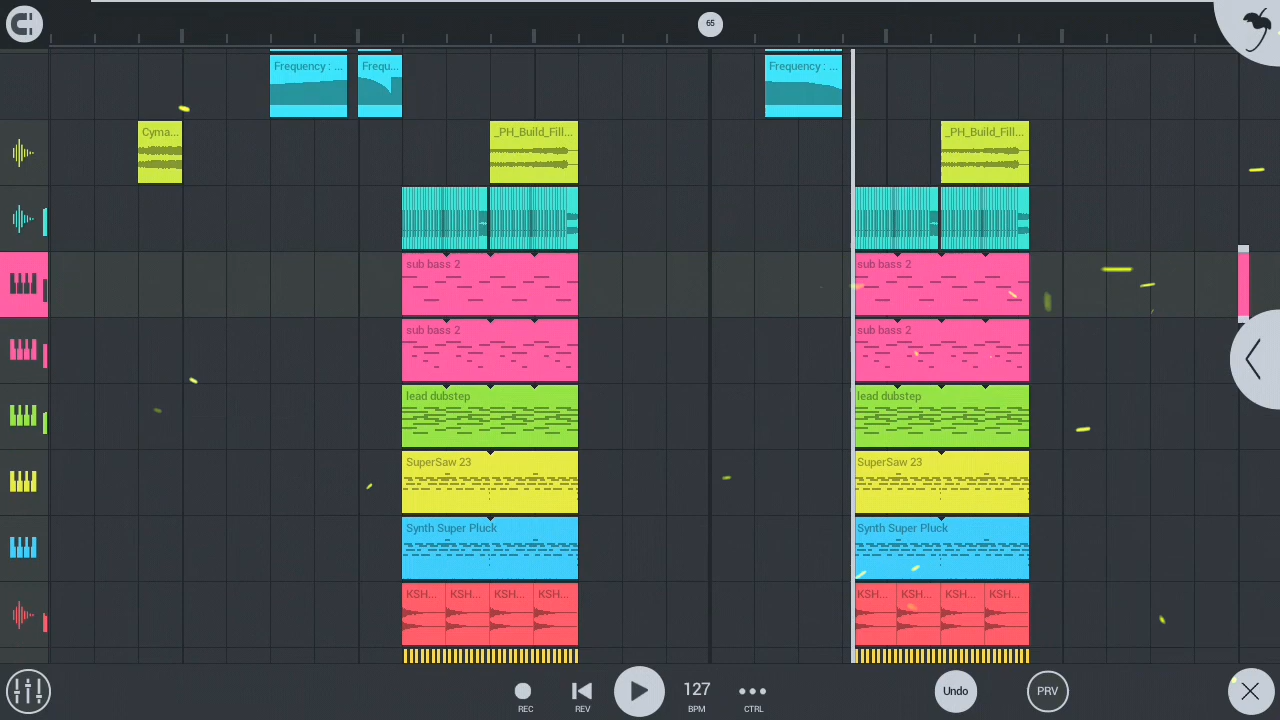 65
Frequency : ...
Frequ...
Frequency : ...
Cyma...
_PH_Build_Fill...
_PH_Build_Fill...
sub bass 2
sub bass 2
sub bass 2
sub bass 2
lead dubstep
lead dubstep
SuperSaw 23
SuperSaw 23
Synth Super Pluck
Synth Super Pluck
KSH...
KSH...
KSH...
KSH...
KSH...
KSH...
KSH...
KSH...
REC
REV
127
BPM
CTRL
Undo
PRV